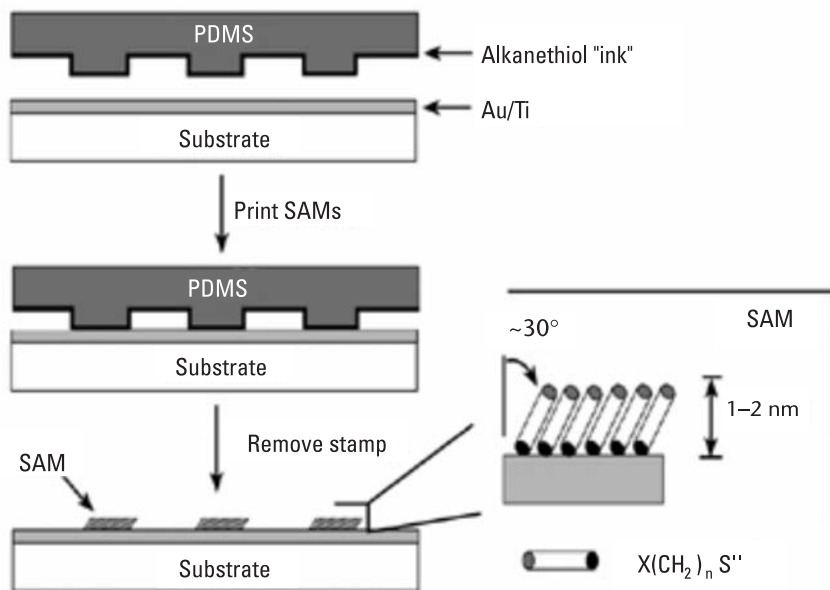 PDMS
Alkanethiol "ink"
Au/Ti
Substrate
Print SAMs
PDMS
Substrate
Remove stamp
SAM
Substrate
SAM
~30°
1–2 nm
X(CH₂)ₙ S''